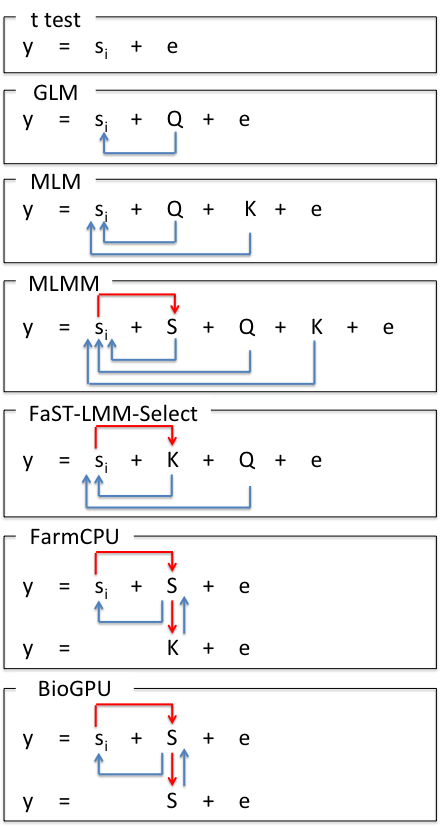 t test
y = sᵢ + e
GLM
y = sᵢ + Q + e
MLM
y = sᵢ + Q + K + e
MLMM
y = sᵢ + S + Q + K + e
FaST-LMM-Select
y = sᵢ + K + Q + e
FarmCPU
y = sᵢ + S + e
y = K + e
BioGPU
y = sᵢ + S + e
y = S + e